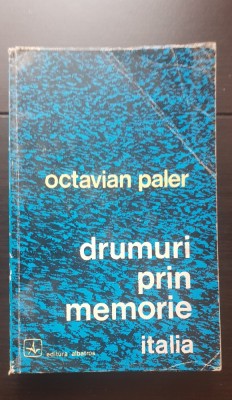 octavian paler
drumuri
prin
memorie
italia
editura albatros